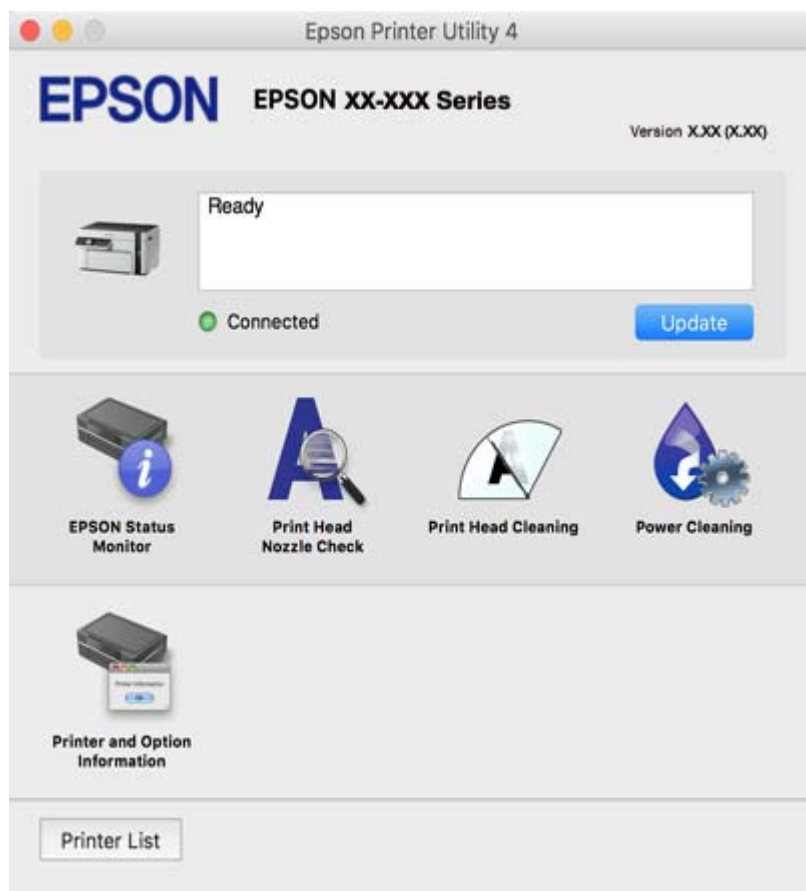 Epson Printer Utility 4
EPSON
EPSON XX-XXX Series
Version X.XX (X.XX)
Ready
Connected
Update
EPSON Status
Monitor
Print Head
Nozzle Check
Print Head Cleaning
Power Cleaning
Printer and Option
Information
Printer List